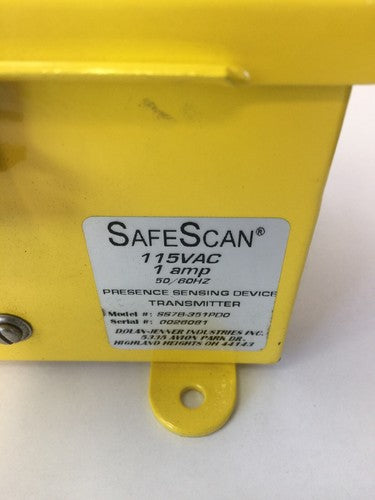 SAFESCAN®
115VAC
1 amp
50/60HZ
PRESENCE SENSING DEVICE
TRANSMITTER
Model #: SS7B-351PD0
Serial #: 0026081
DOLAN-JENNER INDUSTRIES INC.
5335 AVION PARK DR.
HIGHLAND HEIGHTS OH 44143